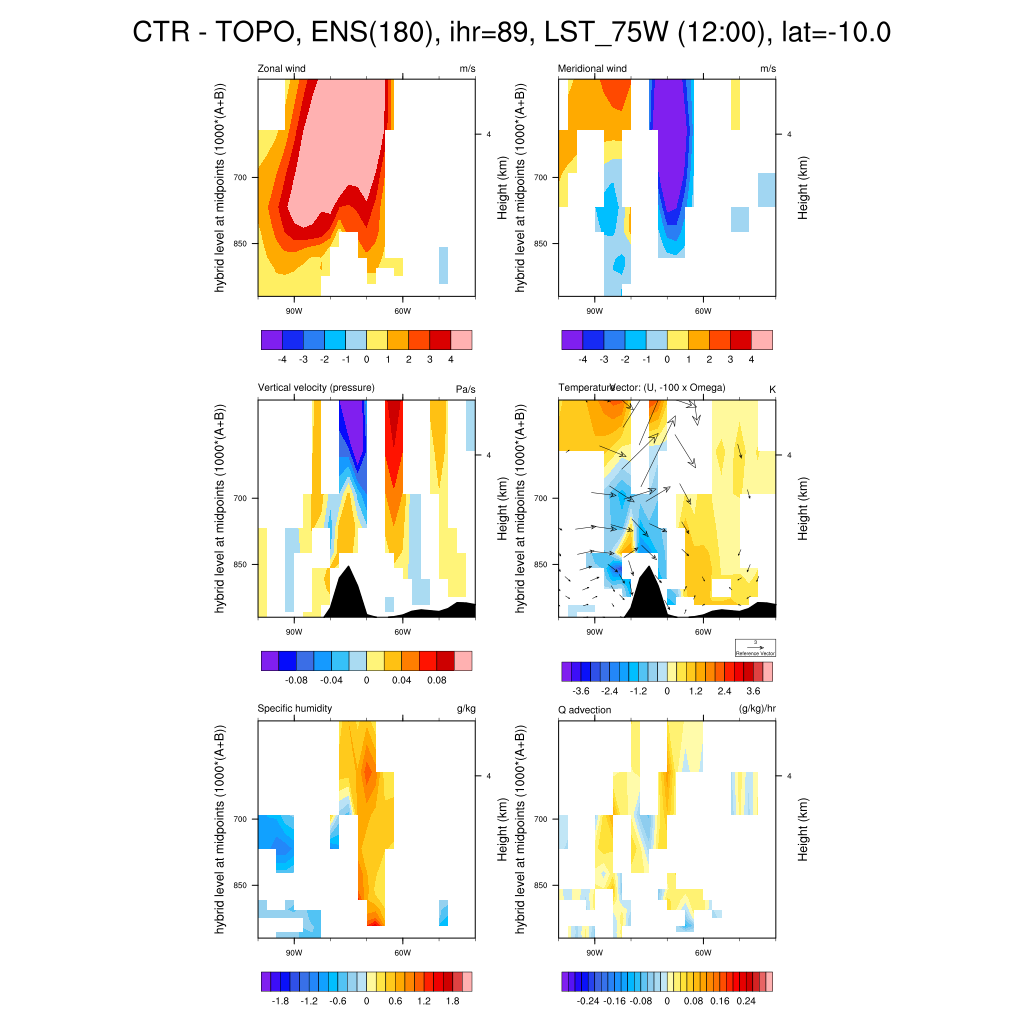 CTR - TOPO, ENS(180), ihr=89, LST_75W (12:00), lat=-10.0
Zonal wind m/s
hybrid level at midpoints (1000*(A+B))
700
850
4
Height (km)
90W 60W
-4 -3 -2 -1 0 1 2 3 4
Meridional wind m/s
hybrid level at midpoints (1000*(A+B))
700
850
4
Height (km)
90W 60W
-4 -3 -2 -1 0 1 2 3 4
Vertical velocity (pressure) Pa/s
hybrid level at midpoints (1000*(A+B))
700
850
4
Height (km)
90W 60W
-0.08 -0.04 0 0.04 0.08
Temperature Vector: (U, -100 x Omega) K
hybrid level at midpoints (1000*(A+B))
700
850
4
Height (km)
90W 60W
3
Reference Vector
-3.6 -2.4 -1.2 0 1.2 2.4 3.6
Specific humidity g/kg
hybrid level at midpoints (1000*(A+B))
700
850
4
Height (km)
90W 60W
-1.8 -1.2 -0.6 0 0.6 1.2 1.8
Q advection (g/kg)/hr
hybrid level at midpoints (1000*(A+B))
700
850
4
Height (km)
90W 60W
-0.24 -0.16 -0.08 0 0.08 0.16 0.24